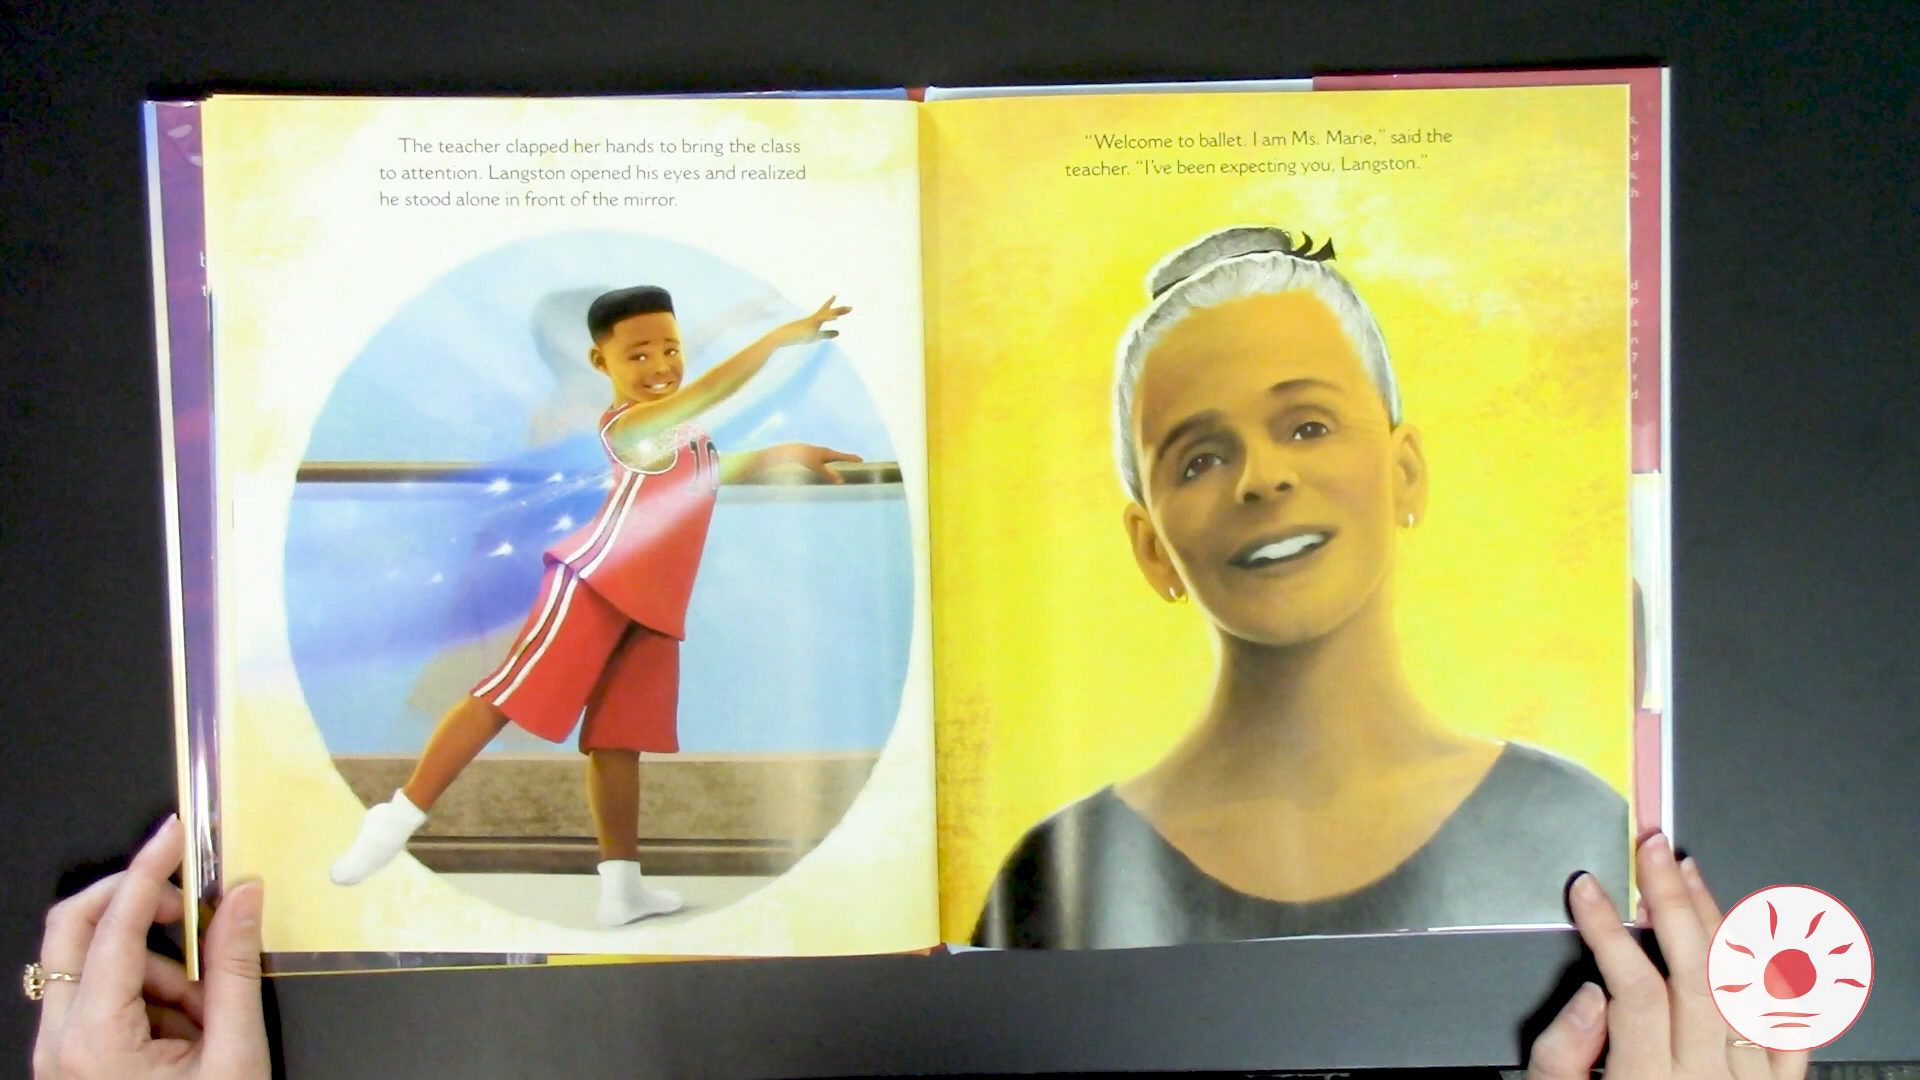 The teacher clapped her hands to bring the class
to attention. Langston opened his eyes and realized
he stood alone in front of the mirror.
“Welcome to ballet. I am Ms. Marie,” said the
teacher. “I’ve been expecting you, Langston.”
10